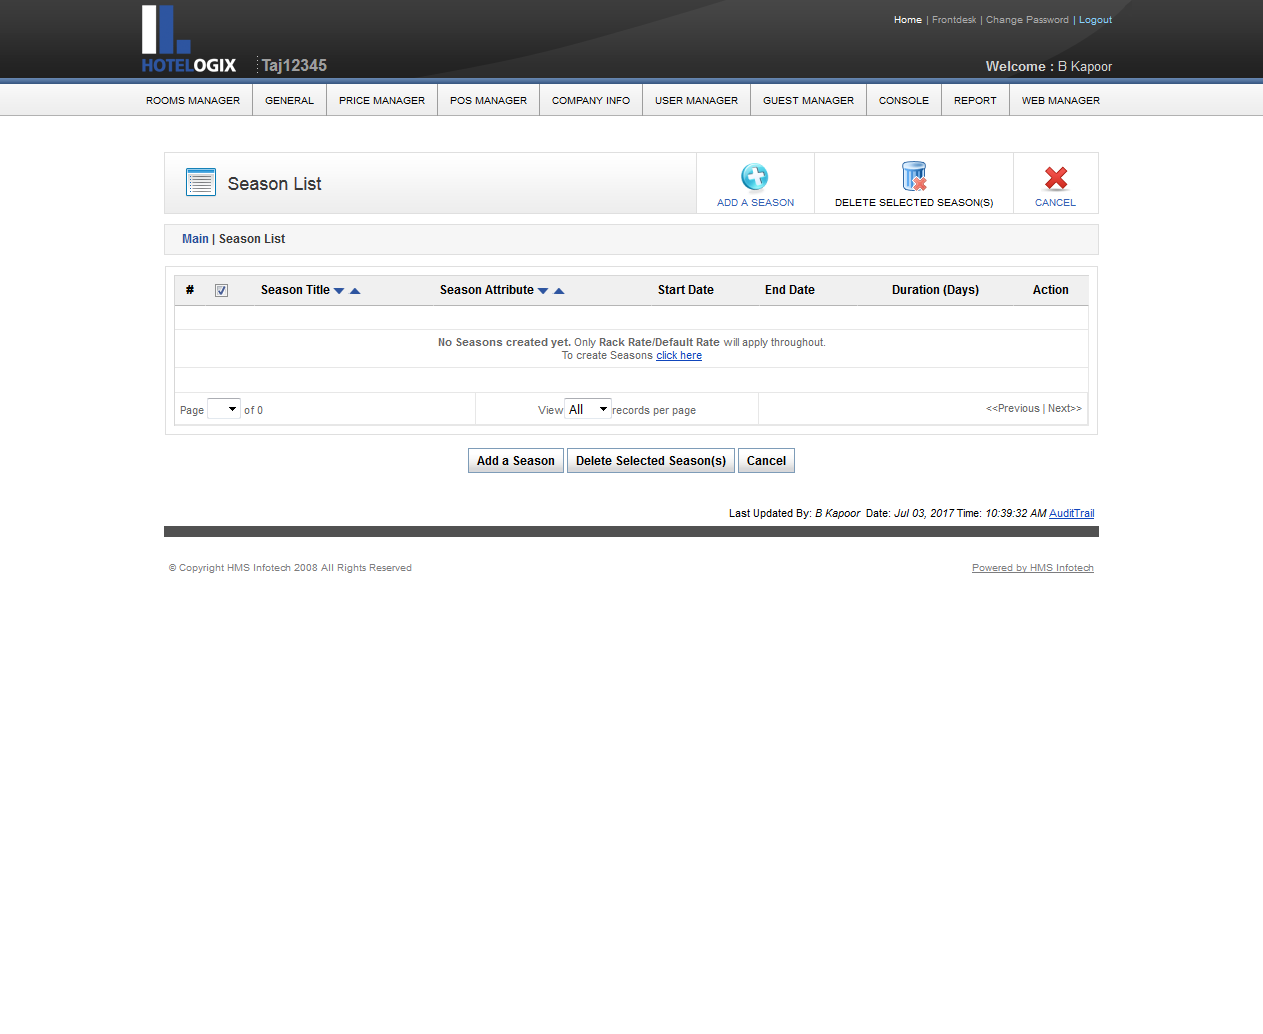 Home | Frontdesk | Change Password | Logout
HOTELOGIX Taj12345
Welcome : B Kapoor
ROOMS MANAGER GENERAL PRICE MANAGER POS MANAGER COMPANY INFO USER MANAGER GUEST MANAGER CONSOLE REPORT WEB MANAGER
Season List
ADD A SEASON DELETE SELECTED SEASON(S) CANCEL
Main | Season List
# Season Title Season Attribute Start Date End Date Duration (Days) Action
No Seasons created yet. Only Rack Rate/Default Rate will apply throughout.
To create Seasons click here
Page of 0 View All records per page <<Previous | Next>>
Add a Season Delete Selected Season(s) Cancel
Last Updated By: B Kapoor Date: Jul 03, 2017 Time: 10:39:32 AM AuditTrail
© Copyright HMS Infotech 2008 All Rights Reserved Powered by HMS Infotech